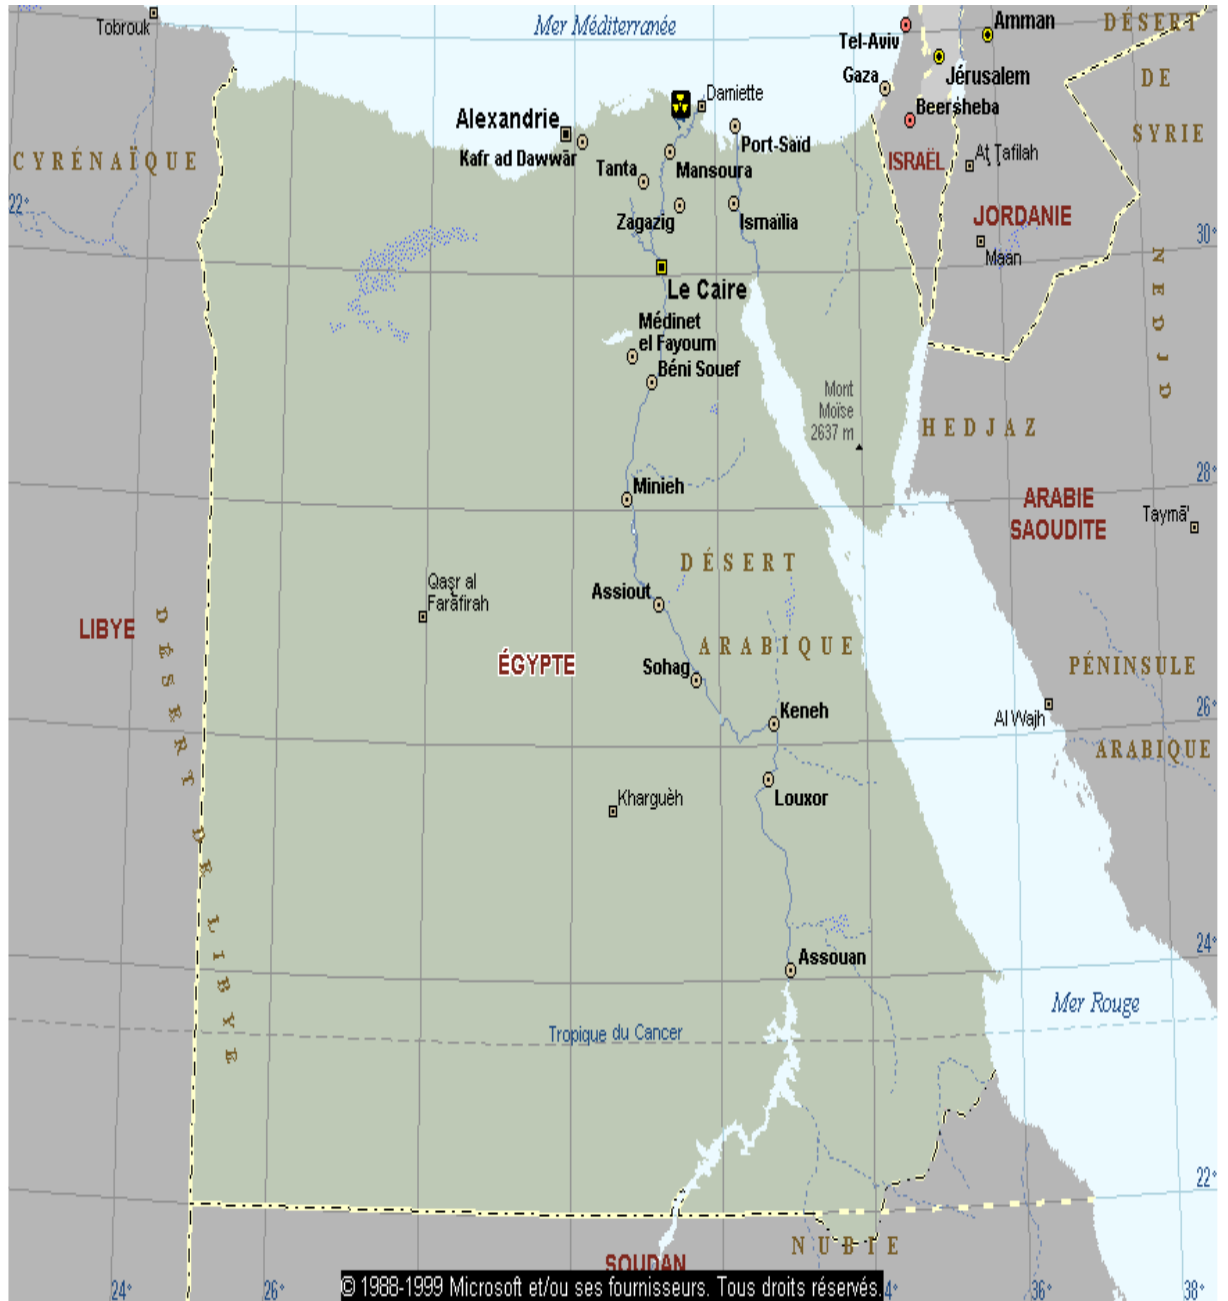 Mer Méditerranée
Tobrouk
Amman
DÉSERT
DE
SYRIE
Tel-Aviv
Gaza
Jérusalem
Beersheba
Damiette
Alexandrie
Kafr ad Dawwār
Port-Saïd
CYRÉNAÏQUE
Tanta
Mansoura
ISRAËL
Aţ Ţafilah
22°
Zagazig
Ismaïlia
JORDANIE
30°
Maan
NEDJD
Le Caire
Médinet
el Fayoum
Béni Souef
Mont
Moïse
2637 m
HEDJAZ
28°
Minieh
ARABIE
SAOUDITE
Taymā'
DÉSERT
ARABIQUE
Qaşr al
Farāfirah
Assiout
LIBYE
DÉSERT DE LIBYE
ÉGYPTE
Sohag
PÉNINSULE
ARABIQUE
Keneh
Al Wajh
26°
Kharguèh
Louxor
24°
Assouan
Mer Rouge
Tropique du Cancer
22°
NUBIE
SOUDAN
24°
26°
© 1988-1999 Microsoft et/ou ses fournisseurs. Tous droits réservés.
4°
36°
38°